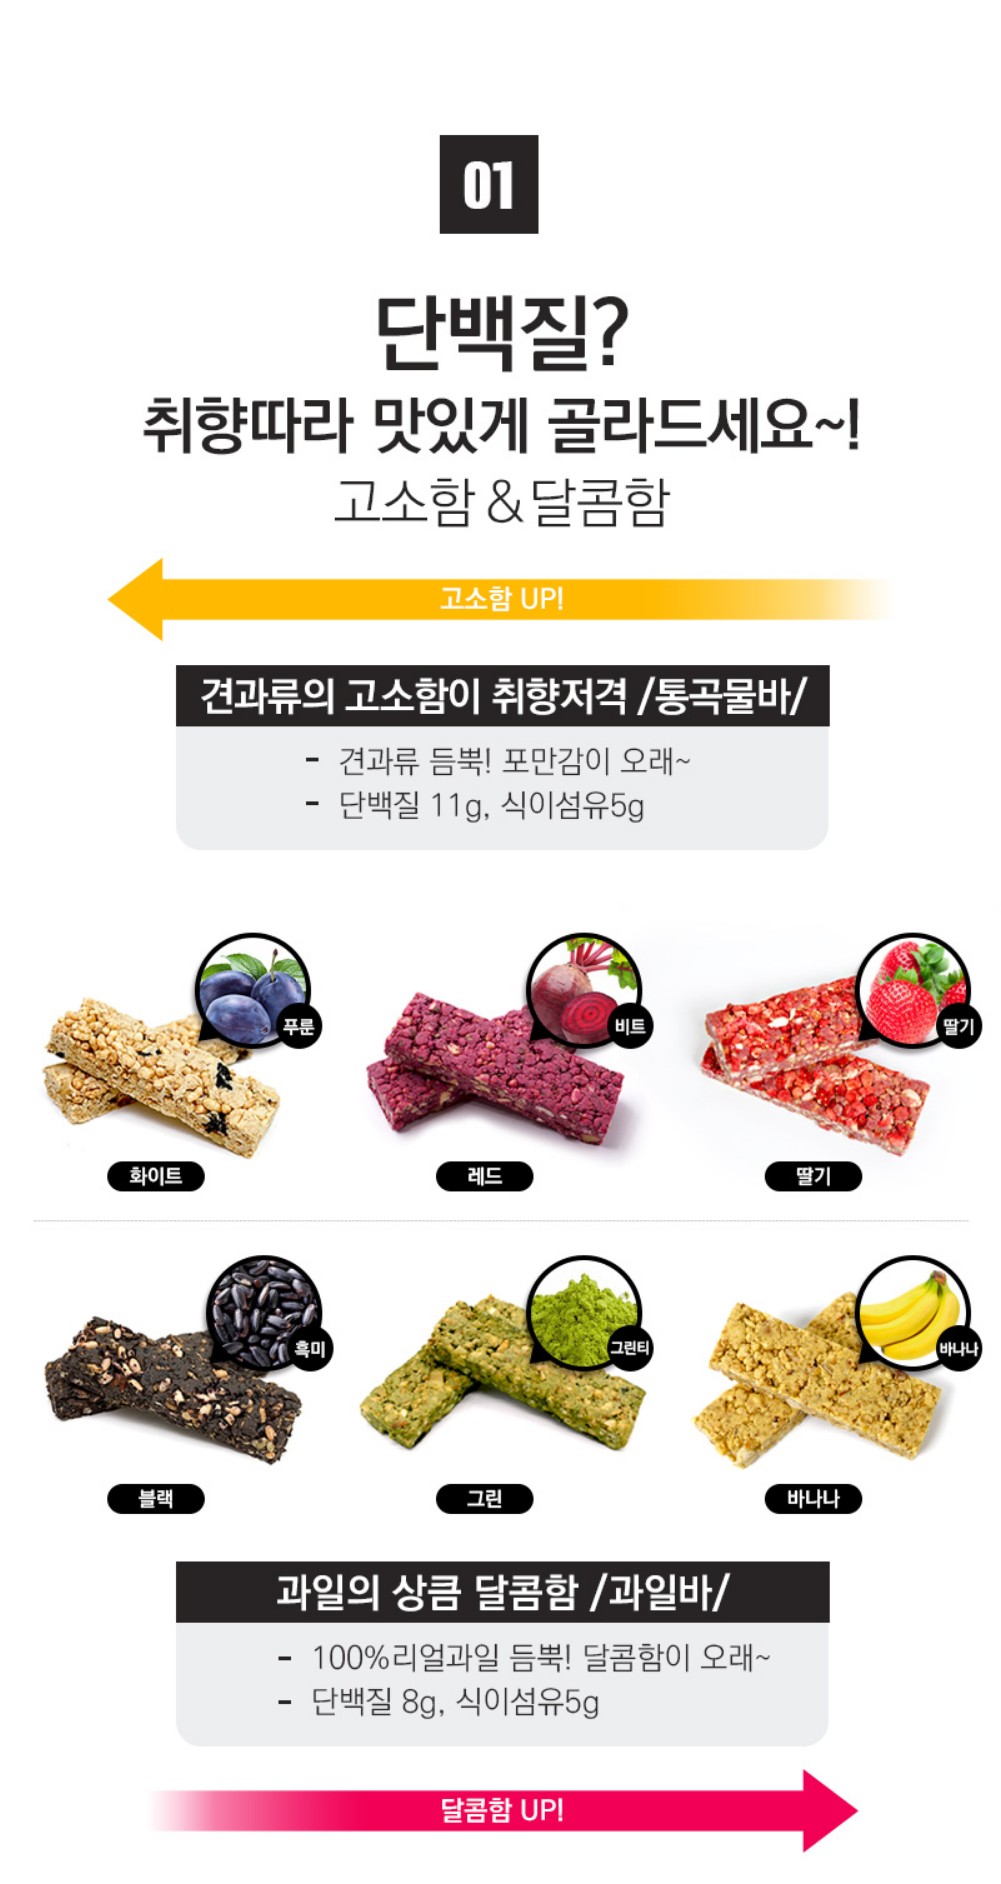 01
단백질?
취향따라 맛있게 골라드세요~!
고소함 & 달콤함
고소함 UP!
견과류의 고소함이 취향저격 /통곡물바/
- 견과류 듬뿍! 포만감이 오래~
- 단백질 11g, 식이섬유5g
푸룬
비트
딸기
화이트
레드
딸기
흑미
그린티
바나나
블랙
그린
바나나
과일의 상큼 달콤함 /과일바/
- 100%리얼과일 듬뿍! 달콤함이 오래~
- 단백질 8g, 식이섬유5g
달콤함 UP!